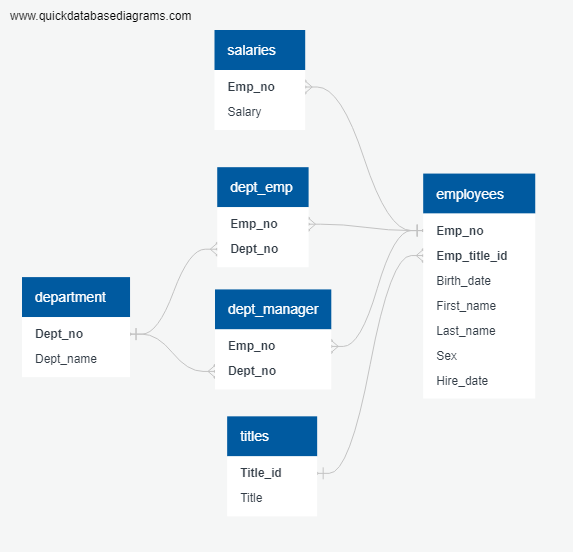 www.quickdatabasediagrams.com
salaries
Emp_no
Salary
dept_emp
Emp_no
Dept_no
employees
Emp_no
Emp_title_id
Birth_date
First_name
Last_name
Sex
Hire_date
department
Dept_no
Dept_name
dept_manager
Emp_no
Dept_no
titles
Title_id
Title